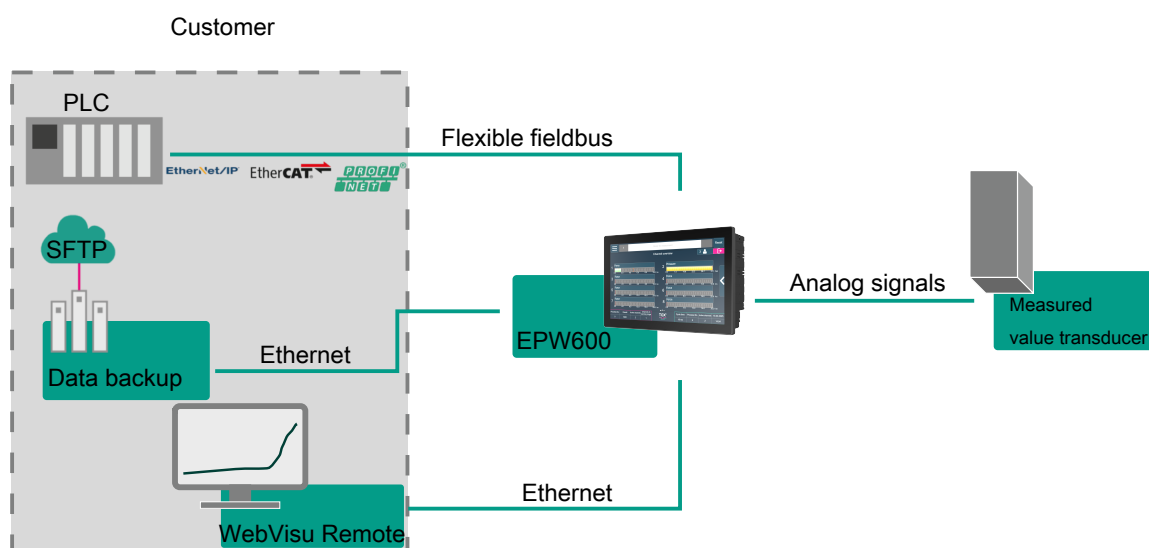 Customer
PLC
Flexible fieldbus
EtherNet/IP
EtherCAT
PROFI
NET
SFTP
Analog signals
Measured
value transducer
EPW600
Ethernet
Data backup
Ethernet
WebVisu Remote